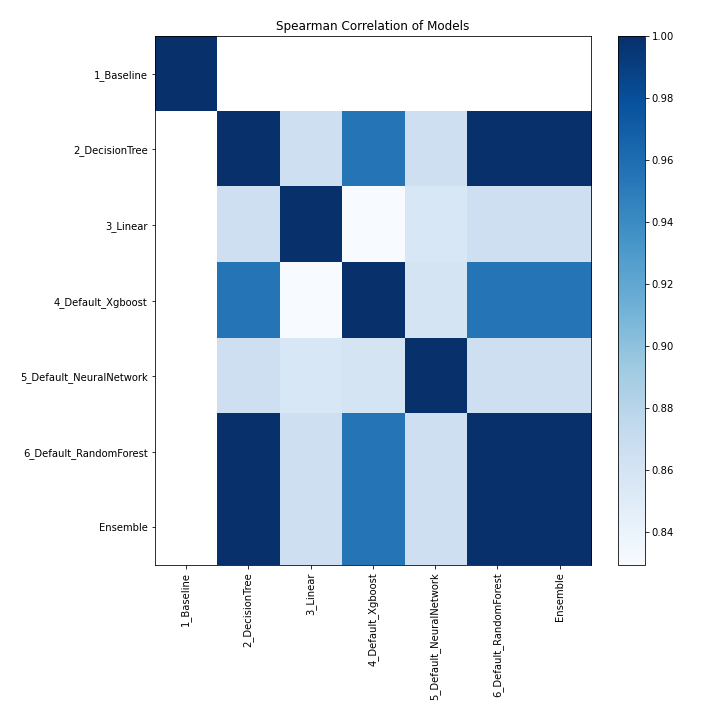 Spearman Correlation of Models
1_Baseline
2_DecisionTree
3_Linear
4_Default_Xgboost
5_Default_NeuralNetwork
6_Default_RandomForest
Ensemble
1_Baseline
2_DecisionTree
3_Linear
4_Default_Xgboost
5_Default_NeuralNetwork
6_Default_RandomForest
Ensemble
1.00
0.98
0.96
0.94
0.92
0.90
0.88
0.86
0.84